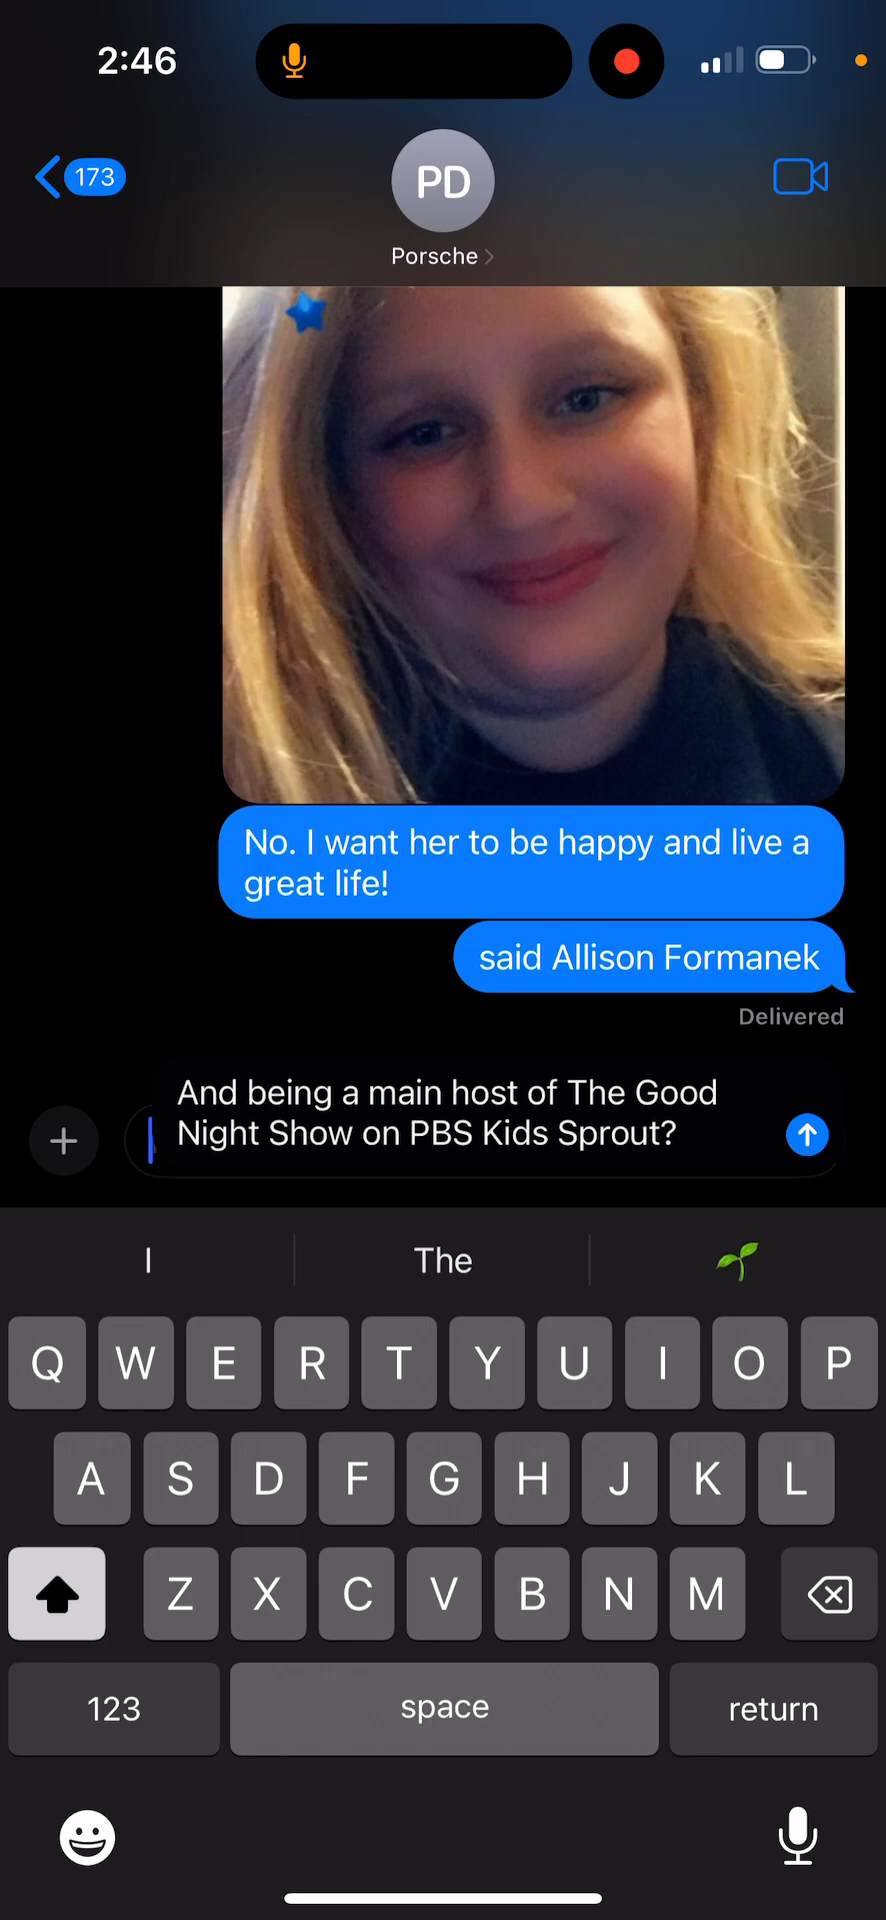 2:46
173
PD
Porsche
No. I want her to be happy and live a
great life!
said Allison Formanek
Delivered
And being a main host of The Good
Night Show on PBS Kids Sprout?
I The
Q W E R T Y U I O P
A S D F G H J K L
Z X C V B N M
123 space return